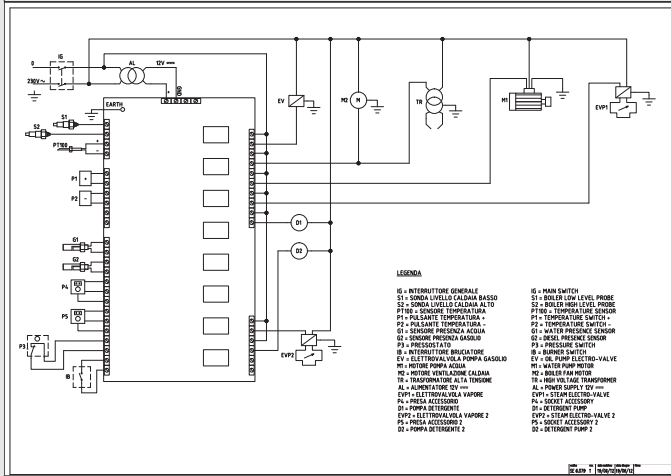 IG
AL
12V
0
230V ~
+
GND
EARTH
S1
S2
PT100
+
-
P1
+
P2
-
G1
G2
P4
P5
P3
IB
EV
M2
M
TR
M1
EVP1
D1
D2
EVP2
LEGENDA
IG = INTERRUTTORE GENERALE
S1 = SONDA LIVELLO CALDAIA BASSO
S2 = SONDA LIVELLO CALDAIA ALTO
PT100 = SENSORE TEMPERATURA
P1 = PULSANTE TEMPERATURA +
P2 = PULSANTE TEMPERATURA -
G1 = SENSORE PRESENZA ACQUA
G2 = SENSORE PRESENZA GASOLIO
P3 = PRESSOSTATO
IB = INTERRUTTORE BRUCIATORE
EV = ELETTROVALVOLA POMPA GASOLIO
M1 = MOTORE POMPA ACQUA
M2 = MOTORE VENTILAZIONE CALDAIA
TR = TRASFORMATORE ALTA TENSIONE
AL = ALIMENTATORE 12V
EVP1 = ELETTROVALVOLA VAPORE
P4 = PRESA ACCESSORIO
D1 = POMPA DETERGENTE
EVP2 = ELETTROVALVOLA VAPORE 2
P5 = PRESA ACCESSORIO 2
D2 = POMPA DETERGENTE 2
IG = MAIN SWITCH
S1 = BOILER LOW LEVEL PROBE
S2 = BOILER HIGH LEVEL PROBE
PT100 = TEMPERATURE SENSOR
P1 = TEMPERATURE SWITCH +
P2 = TEMPERATURE SWITCH -
G1 = WATER PRESENCE SENSOR
G2 = DIESEL PRESENCE SENSOR
P3 = PRESSURE SWITCH
IB = BURNER SWITCH
EV = OIL PUMP ELECTRO-VALVE
M1 = WATER PUMP MOTOR
M2 = BOILER FAN MOTOR
TR = HIGH VOLTAGE TRANSFORMER
AL = POWER SUPPLY 12V
EVP1 = STEAM ELECTRO-VALVE
P4 = SOCKET ACCESSORY
D1 = DETERGENT PUMP
EVP2 = STEAM ELECTRO-VALVE 2
P5 = SOCKET ACCESSORY 2
D2 = DETERGENT PUMP 2